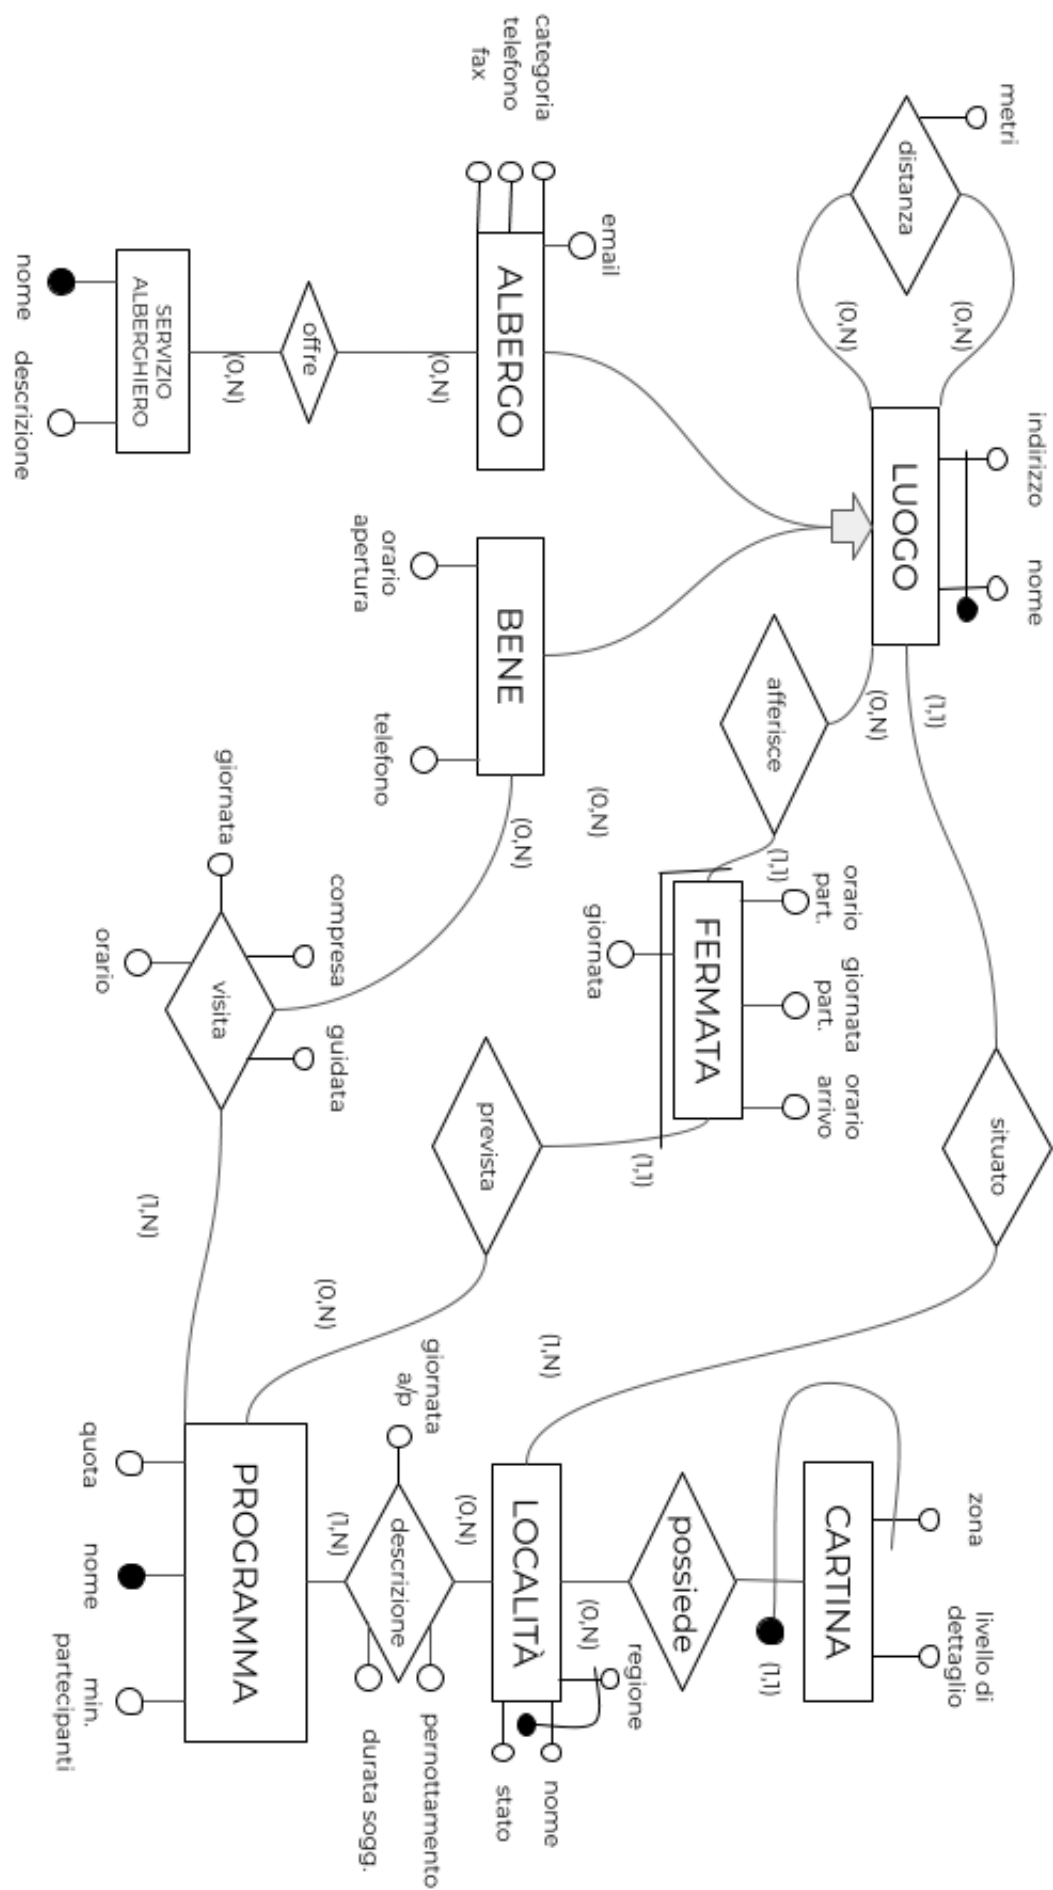 metri
indirizzo
nome
situato
zona
livello di
dettaglio
(0,N)
(1,1)
distanza
LUOGO
(0,N)
(0,N)
orario
part.
giornata
part.
orario
arrivo
CARTINA
afferisce
(1,1)
(1,1)
FERMATA
possiede
email
(0,N)
giornata
(1,1)
regione
(0,N)
categoria
telefono
fax
ALBERGO
BENE
(0,N)
prevista
(1,N)
LOCALITÀ
nome
stato
(0,N)
(0,N)
orario
apertura
telefono
giornata
a/p
descrizione
pernottamento
durata sogg.
offre
compresa
guidata
(0,N)
(1,N)
(0,N)
giornata
visita
PROGRAMMA
SERVIZIO
ALBERGHIERO
orario
(1,N)
quota
nome
min.
partecipanti
nome
descrizione